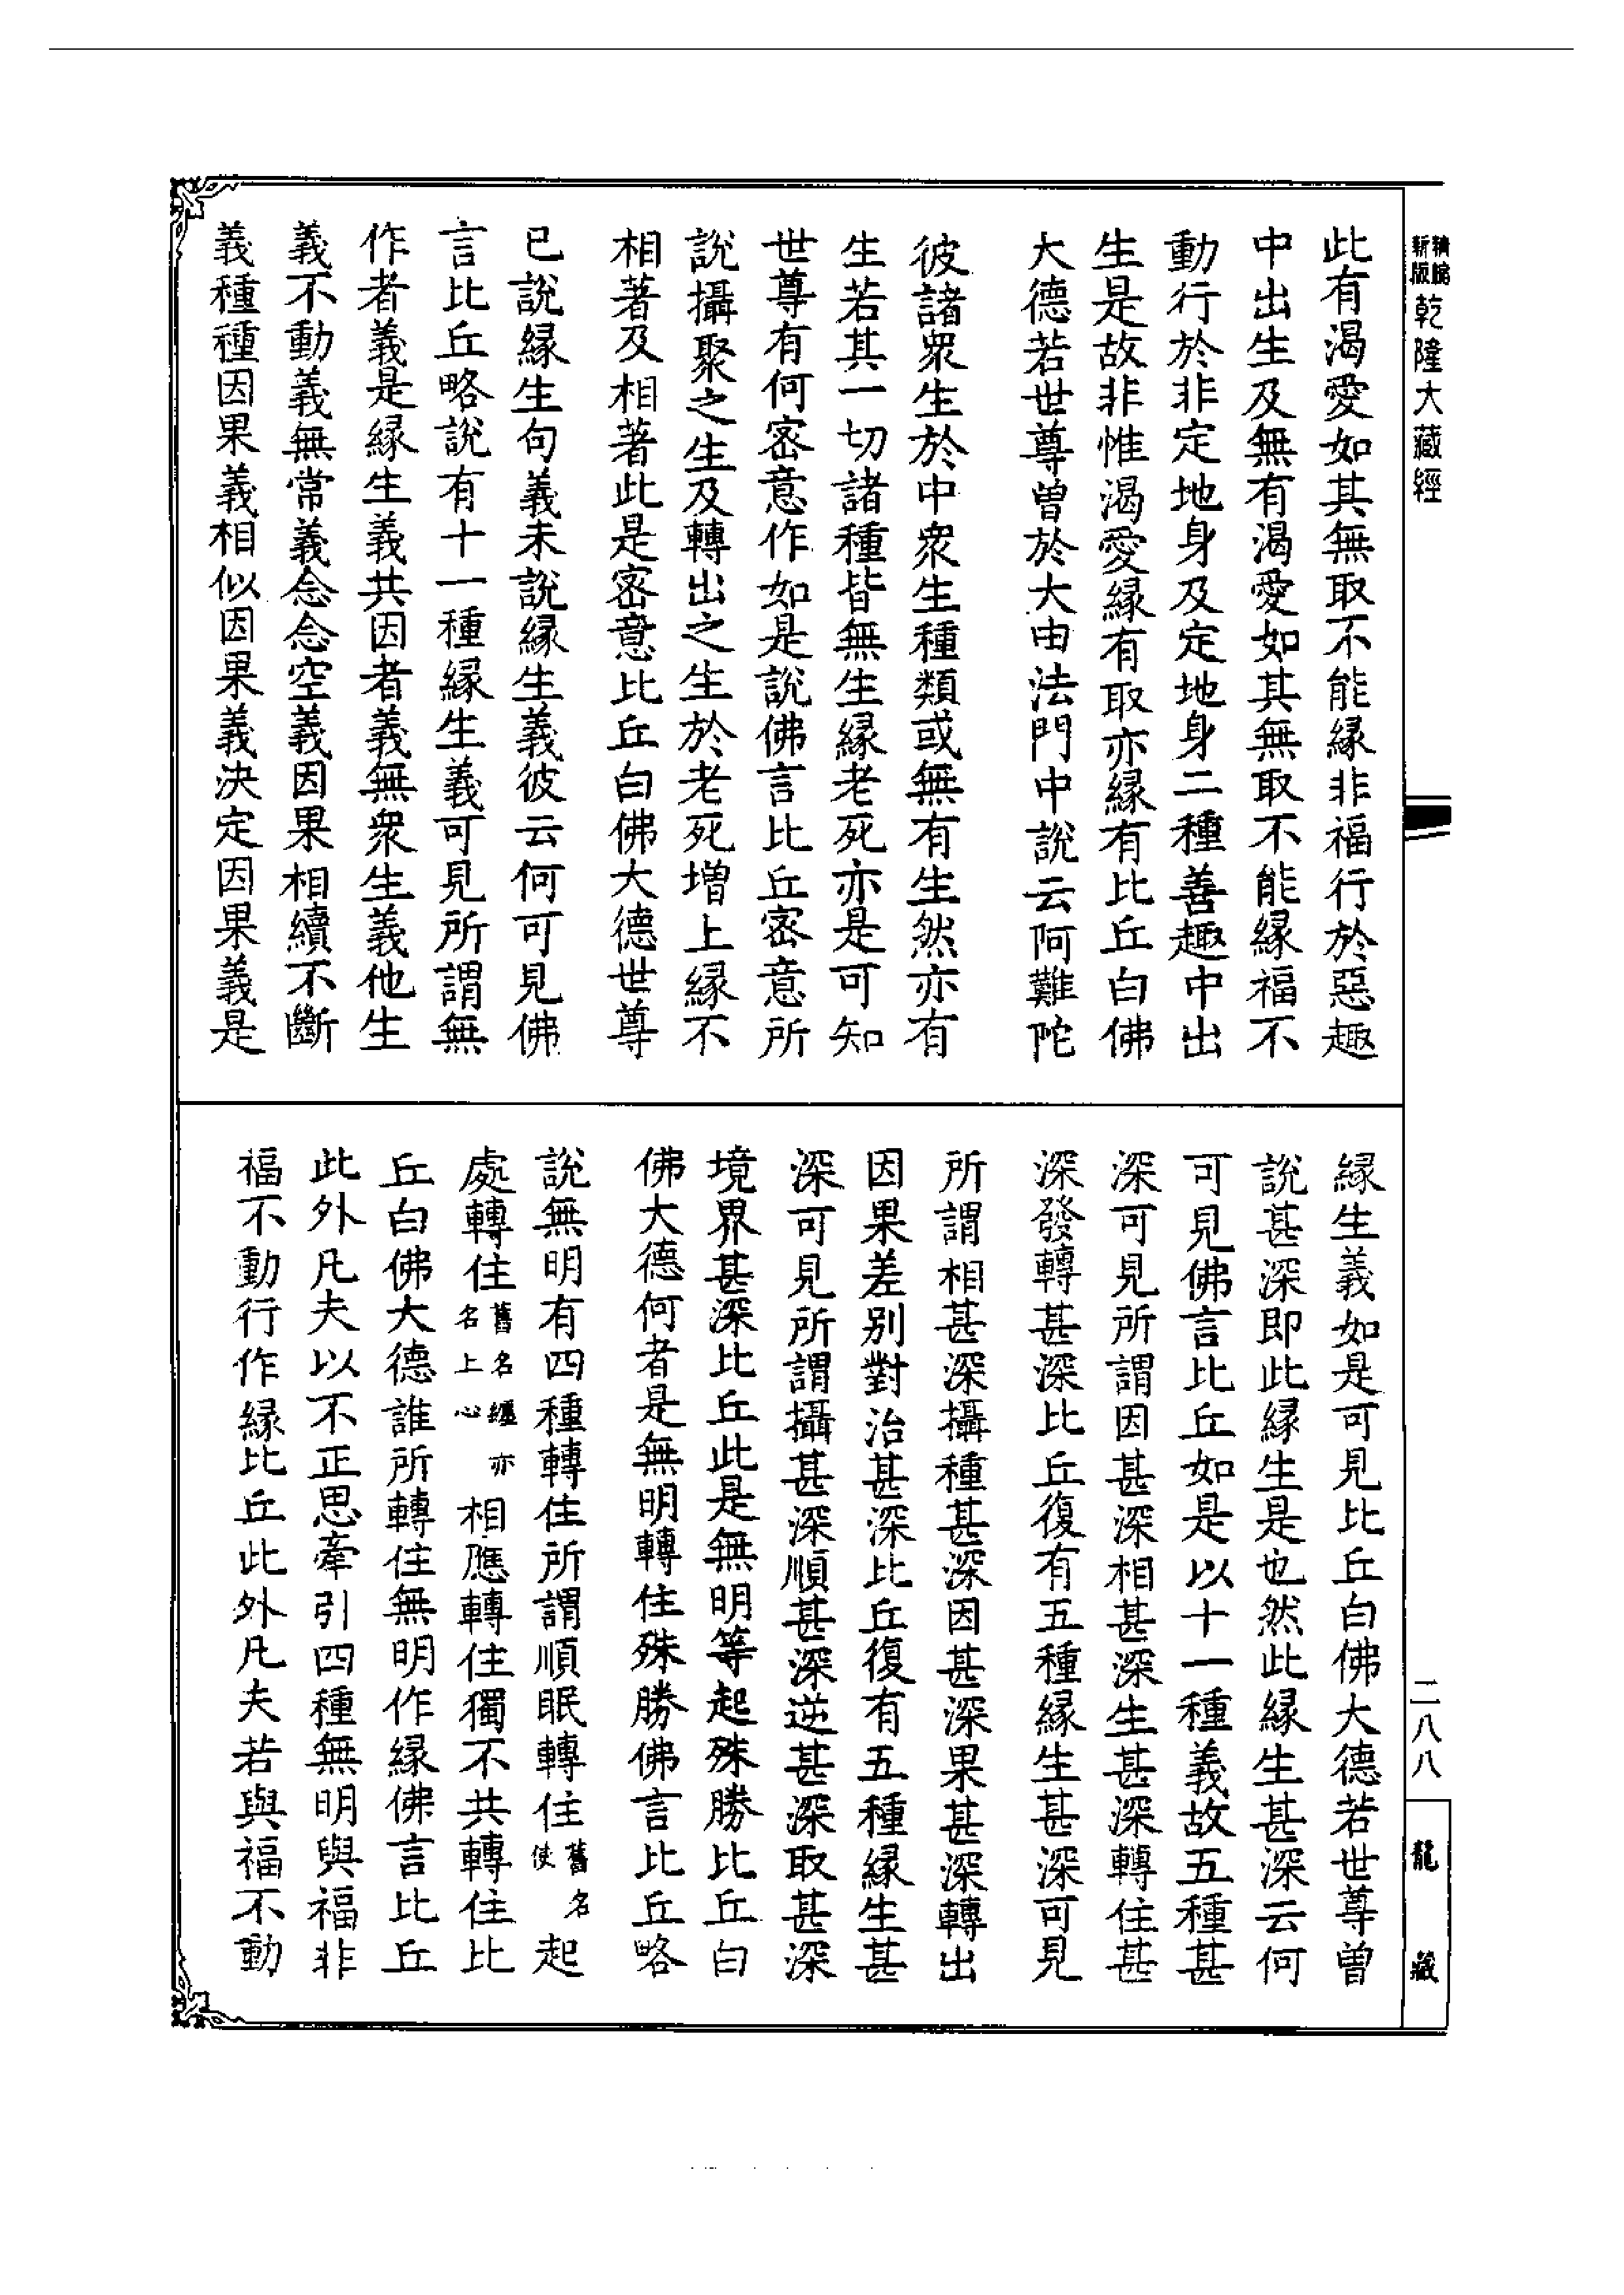 新版精編乾隆大藏經
此有渴愛如其無取不能緣非福行於惡趣
中出生及無有渴愛如其無取不能緣福不
動行於非定地身及定地身二種善趣中出
生是故非惟渴愛緣有取亦緣有比丘白佛
大德若世尊曾於大由法門中說云阿難陀
彼諸眾生於中眾生種類或無有生然亦有
生若其一切諸種皆無生緣老死亦是可知
世尊有何密意作如是說佛言比丘密意所
說攝聚之生及轉出之生於老死增上緣不
相著及相著此是密意比丘白佛大德世尊
已說緣生句義未說緣生義彼云何可見佛
言比丘略說有十一種緣生義可見所謂無
作者義是緣生義共因者義無眾生義他生
義不動義無常義念念空義因果相續不斷
義種種因果義相似因果義決定因果義是
緣生義如是可見比丘白佛大德若世尊曾
說甚深即此緣生是也然此緣生甚深云何
可見佛言比丘如是以十一種義故五種甚
深可見所謂因甚深相甚深生甚深轉住甚
深發轉甚深比丘復有五種緣生甚深可見
所謂相甚深攝種甚深因甚深果甚深轉出
因果差別對治甚深比丘復有五種緣生甚
深可見所謂攝甚深順甚深逆甚深取甚深
境界甚深比丘此是無明等起殊勝比丘白
佛大德何者是無明轉住殊勝佛言比丘略
說無明有四種轉住所謂順眠轉住舊名使起
處轉住舊名纏亦名上心相應轉住獨不共轉住比
丘白佛大德誰所轉住無明作緣佛言比丘
此外凡夫以不正思牽引四種無明與福非
福不動行作緣比丘此外凡夫若與福不動
二八八
龍藏